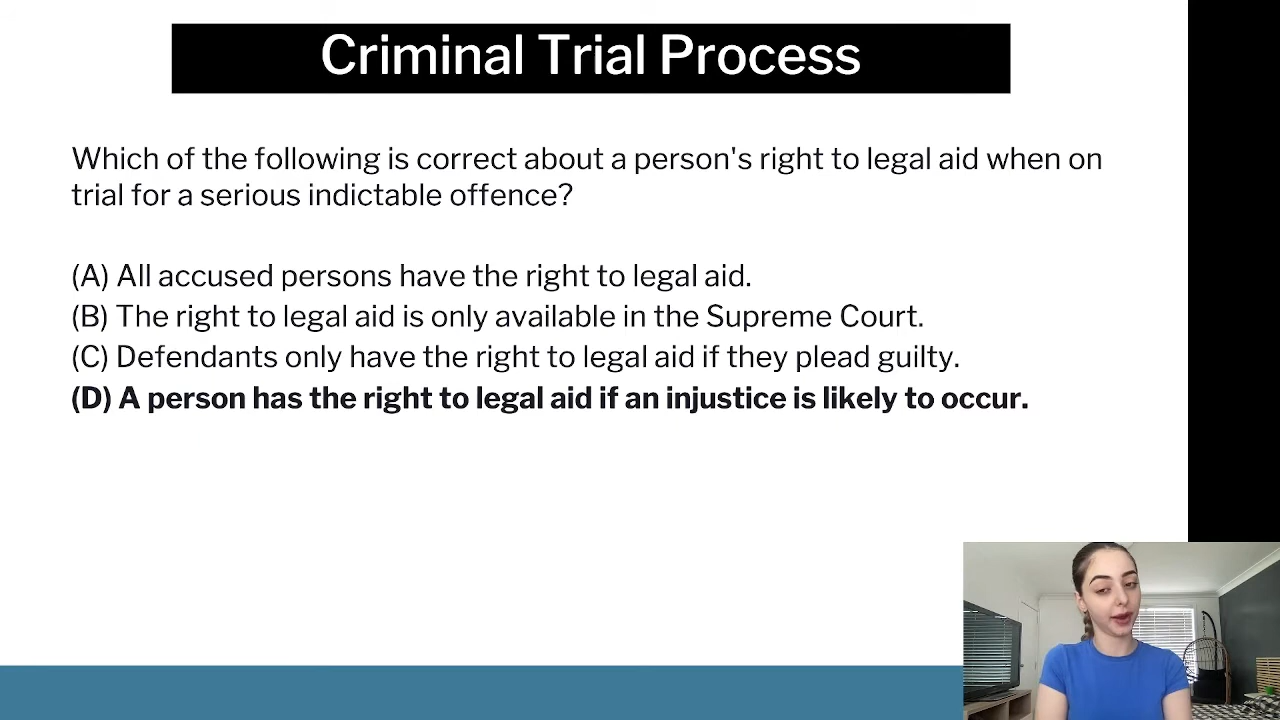 Criminal Trial Process
Which of the following is correct about a person's right to legal aid when on
trial for a serious indictable offence?
(A) All accused persons have the right to legal aid.
(B) The right to legal aid is only available in the Supreme Court.
(C) Defendants only have the right to legal aid if they plead guilty.
(D) A person has the right to legal aid if an injustice is likely to occur.